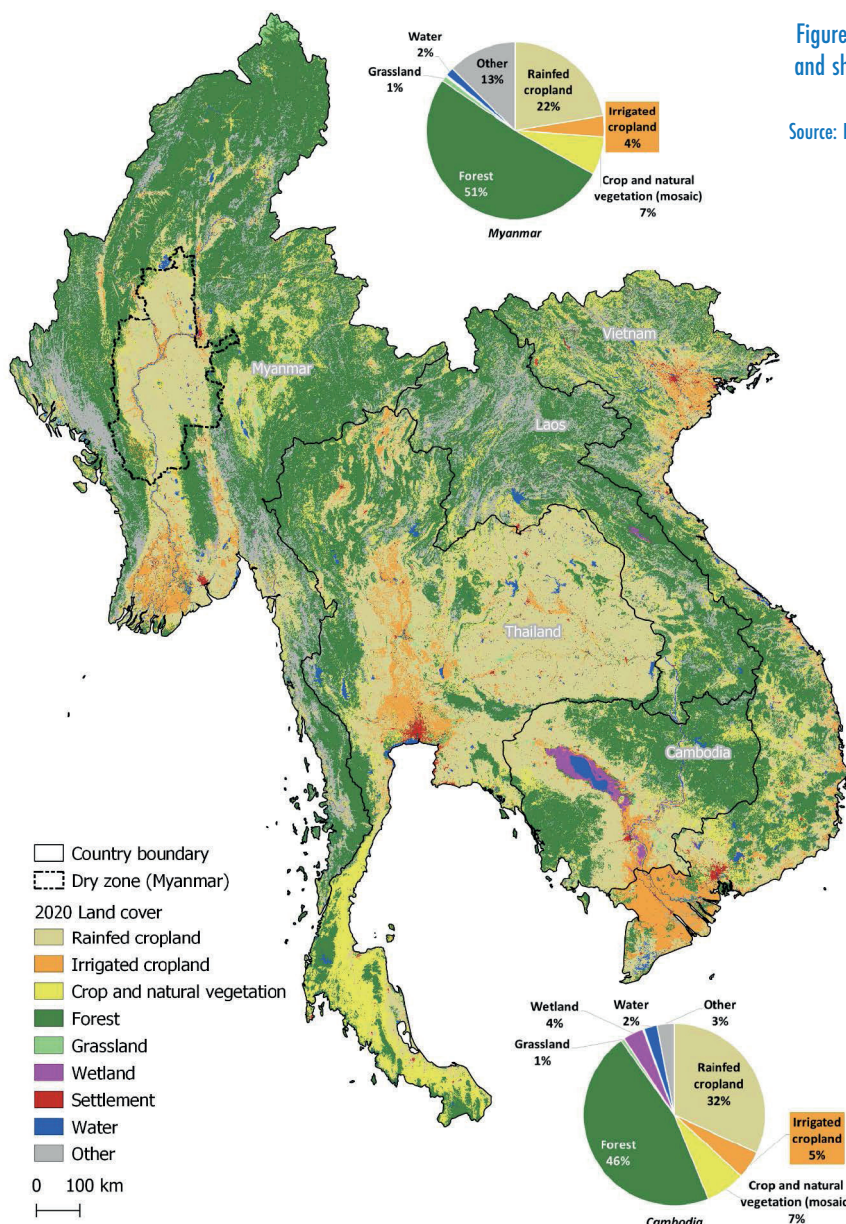 Figure
and sh
Source:
Water
2%
Other
13%
Grassland
1%
Rainfed
cropland
22%
Irrigated
cropland
4%
Forest
51%
Crop and natural
vegetation (mosaic)
7%
Myanmar
Vietnam
Myanmar
Laos
Thailand
Cambodia
Country boundary
Dry zone (Myanmar)
2020 Land cover
Rainfed cropland
Irrigated cropland
Crop and natural vegetation
Forest
Grassland
Wetland
Settlement
Water
Other
0 100 km
Wetland
4%
Water
2%
Other
3%
Grassland
1%
Rainfed
cropland
32%
Irrigated
cropland
5%
Forest
46%
Crop and natural
vegetation (mosaic
7%
Cambodia